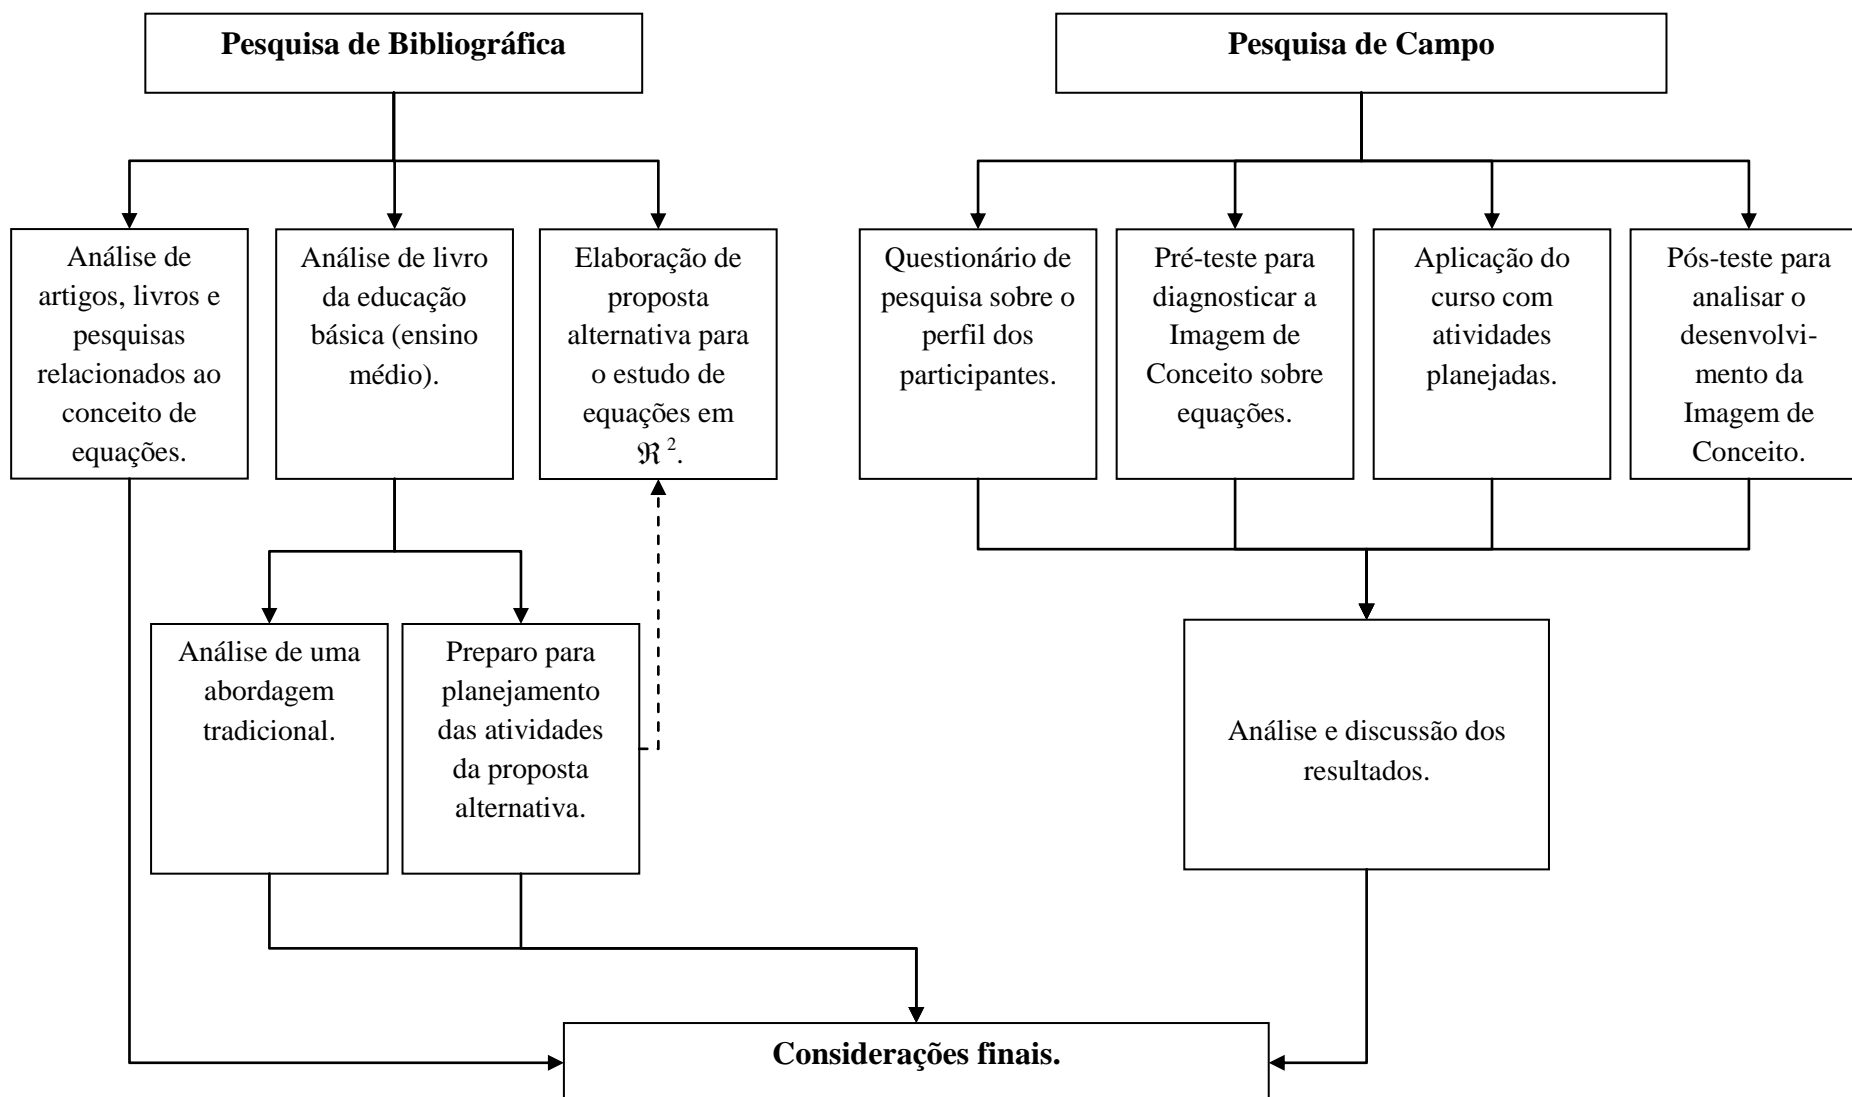 Pesquisa de Bibliográfica
Pesquisa de Campo
Análise de
artigos, livros e
pesquisas
relacionados ao
conceito de
equações.
Análise de livro
da educação
básica (ensino
médio).
Elaboração de
proposta
alternativa para
o estudo de
equações em
ℜ ².
Questionário de
pesquisa sobre o
perfil dos
participantes.
Pré-teste para
diagnosticar a
Imagem de
Conceito sobre
equações.
Aplicação do
curso com
atividades
planejadas.
Pós-teste para
analisar o
desenvolvi-
mento da
Imagem de
Conceito.
Análise de uma
abordagem
tradicional.
Preparo para
planejamento
das atividades
da proposta
alternativa.
Análise e discussão dos
resultados.
Considerações finais.